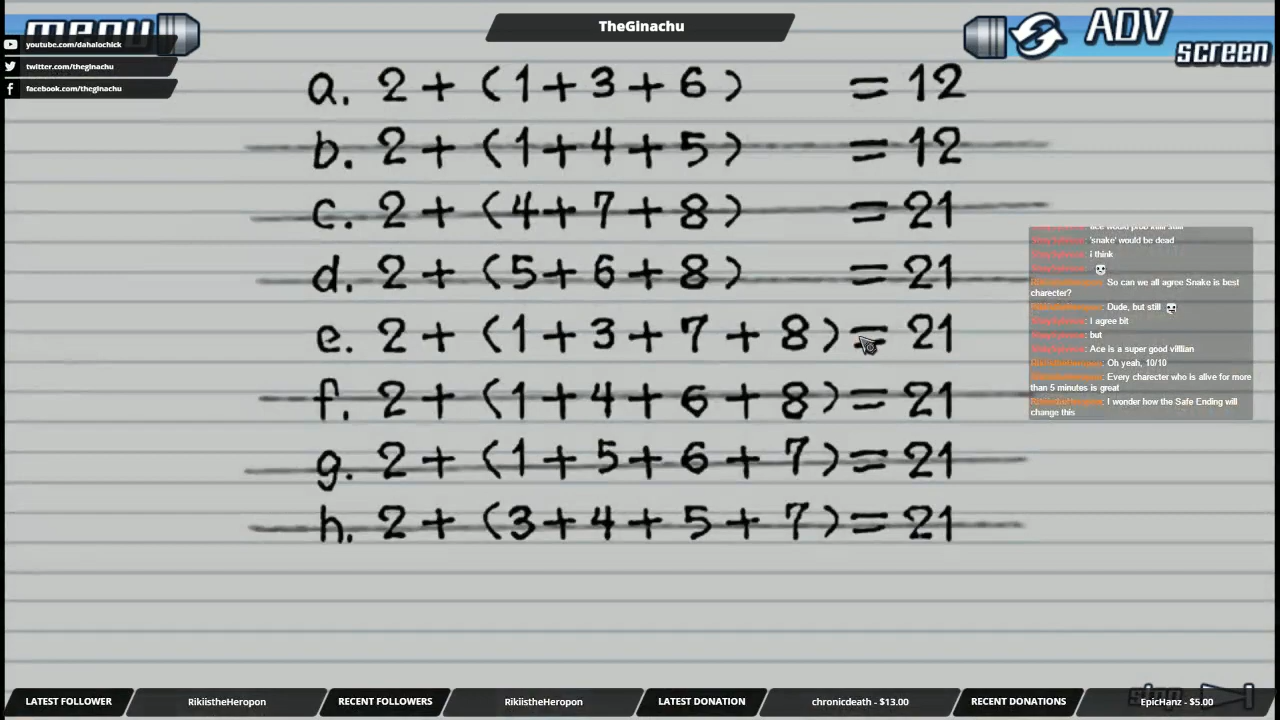 menu
TheGinachu
ADV
screen
youtube.com/dahalochick
twitter.com/theginachu
facebook.com/theginachu
a. 2 + (1 + 3 + 6) = 12
b. 2 + (1 + 4 + 5) = 12
c. 2 + (4 + 7 + 8) = 21
d. 2 + (5 + 6 + 8) = 21
e. 2 + (1 + 3 + 7 + 8) = 21
f. 2 + (1 + 4 + 6 + 8) = 21
g. 2 + (1 + 5 + 6 + 7) = 21
h. 2 + (3 + 4 + 5 + 7) = 21
'snake' would be dead
i think
So can we all agree Snake is best
charecter?
Dude, but still
I agree bit
but
Ace is a super good villian
Oh yeah, 10/10
Every charecter who is alive for more
than 5 minutes is great
I wonder how the Safe Ending will
change this
stop
LATEST FOLLOWER RikiistheHeropon RECENT FOLLOWERS RikiistheHeropon LATEST DONATION chronicdeath - $13.00 RECENT DONATIONS EpicHanz - $5.00